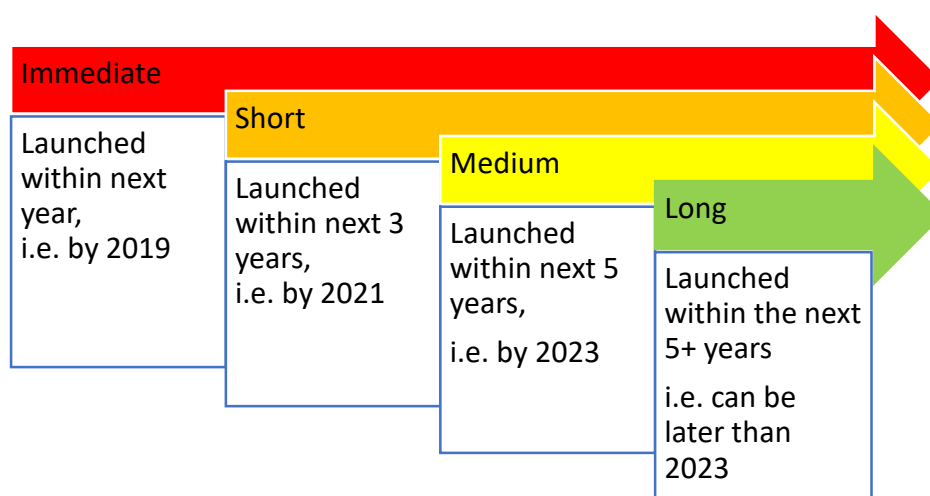 Immediate
Launched
within next
year,
i.e. by 2019
Short
Launched
within next 3
years,
i.e. by 2021
Medium
Launched
within next 5
years,
i.e. by 2023
Long
Launched
within the next
5+ years
i.e. can be
later than
2023